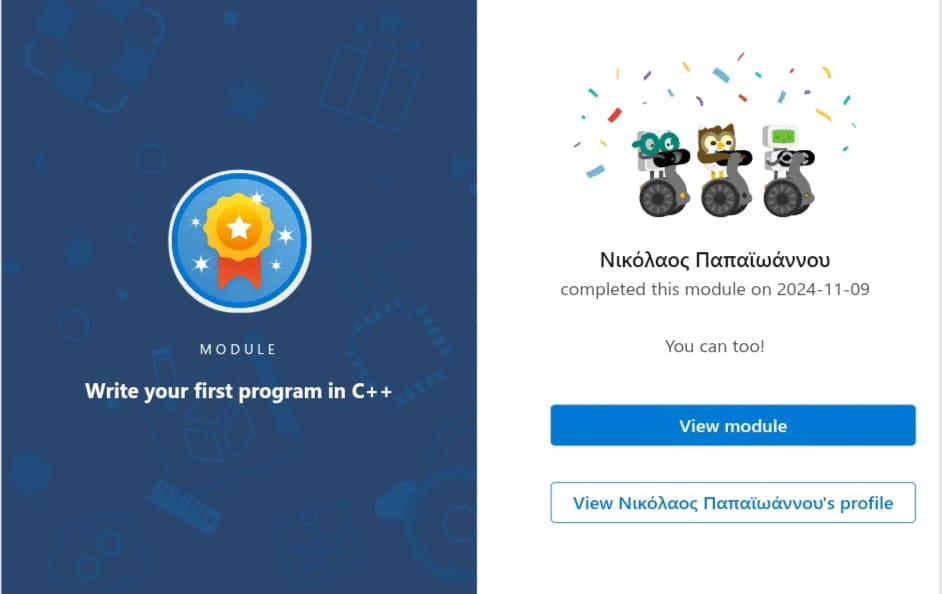 MODULE
Write your first program in C++
Νικόλαος Παπαϊωάννου
completed this module on 2024-11-09
You can too!
View module
View Νικόλαος Παπαϊωάννου's profile